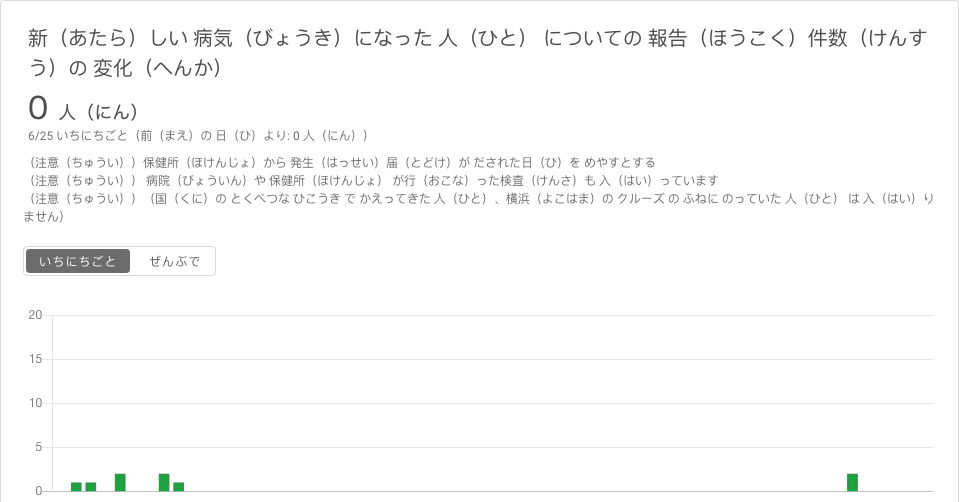 新（あたら）しい 病気（びょうき）になった 人（ひと） についての 報告（ほうこく）件数（けんす
う）の 変化（へんか）
0 人（にん）
6/25 いちにちごと（前（まえ）の 日（ひ）より: 0 人（にん））
（注意（ちゅうい））保健所（ほけんじょ）から 発生（はっせい）届（とどけ）が だされた日（ひ）を めやすとする
（注意（ちゅうい）） 病院（びょういん）や 保健所（ほけんじょ） が行（おこな）った検査（けんさ）も 入（はい）っています
（注意（ちゅうい））（国（くに）の とくべつな ひこうき で かえってきた 人（ひと）、横浜（よこはま）の クルーズ の ふねに のっていた 人（ひと） は 入（はい）り
ません）
いちにちごと ぜんぶで
20
15
10
5
0